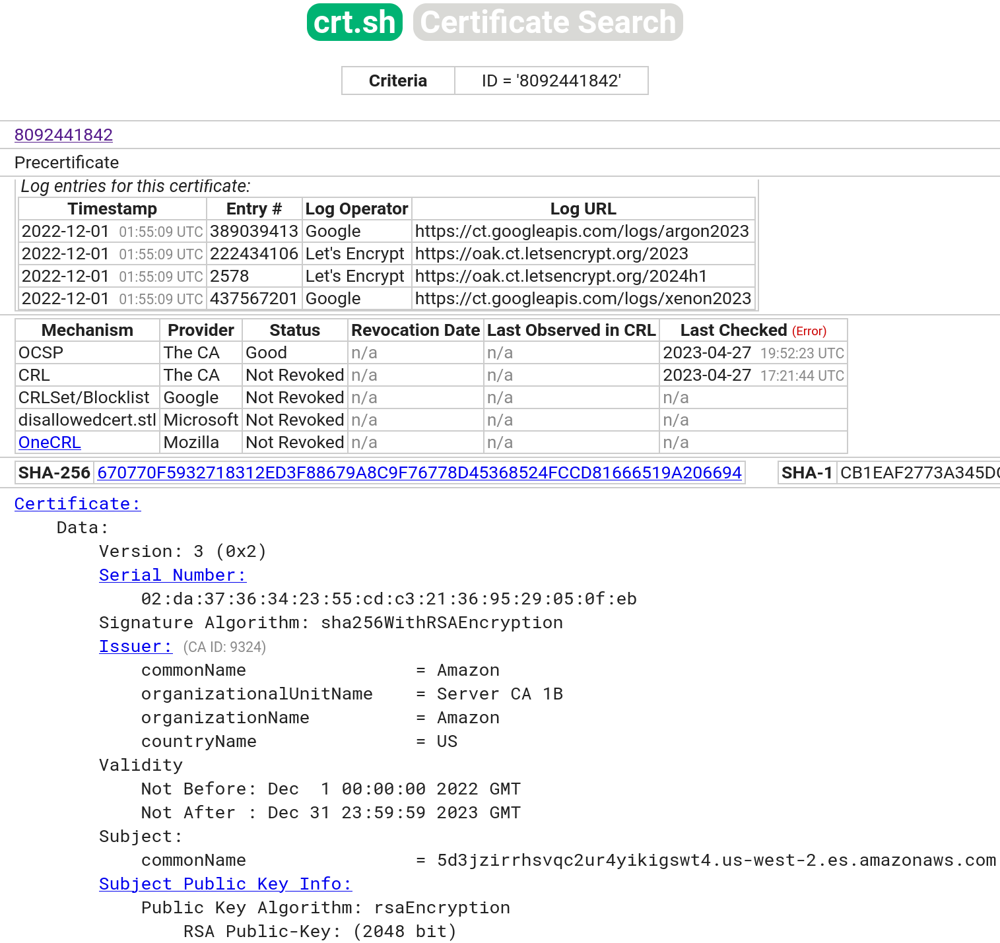 crt.sh Certificate Search
Criteria ID = '8092441842'
8092441842
Precertificate
Log entries for this certificate:
Timestamp Entry # Log Operator Log URL
2022-12-01 01:55:09 UTC 389039413 Google https://ct.googleapis.com/logs/argon2023
2022-12-01 01:55:09 UTC 222434106 Let's Encrypt https://oak.ct.letsencrypt.org/2023
2022-12-01 01:55:09 UTC 2578 Let's Encrypt https://oak.ct.letsencrypt.org/2024h1
2022-12-01 01:55:09 UTC 437567201 Google https://ct.googleapis.com/logs/xenon2023
Mechanism Provider Status Revocation Date Last Observed in CRL Last Checked (Error)
OCSP The CA Good n/a n/a 2023-04-27 19:52:23 UTC
CRL The CA Not Revoked n/a n/a 2023-04-27 17:21:44 UTC
CRLSet/Blocklist Google Not Revoked n/a n/a n/a
disallowedcert.stl Microsoft Not Revoked n/a n/a n/a
OneCRL Mozilla Not Revoked n/a n/a n/a
SHA-256 670770F5932718312ED3F88679A8C9F76778D45368524FCCD81666519A206694 SHA-1 CB1EAF2773A345D
Certificate:
Data:
Version: 3 (0x2)
Serial Number:
02:da:37:36:34:23:55:cd:c3:21:36:95:29:05:0f:eb
Signature Algorithm: sha256WithRSAEncryption
Issuer: (CA ID: 9324)
commonName = Amazon
organizationalUnitName = Server CA 1B
organizationName = Amazon
countryName = US
Validity
Not Before: Dec  1 00:00:00 2022 GMT
Not After : Dec 31 23:59:59 2023 GMT
Subject:
commonName = 5d3jzirrhsvqc2ur4yikigswt4.us-west-2.es.amazonaws.com
Subject Public Key Info:
Public Key Algorithm: rsaEncryption
RSA Public-Key: (2048 bit)